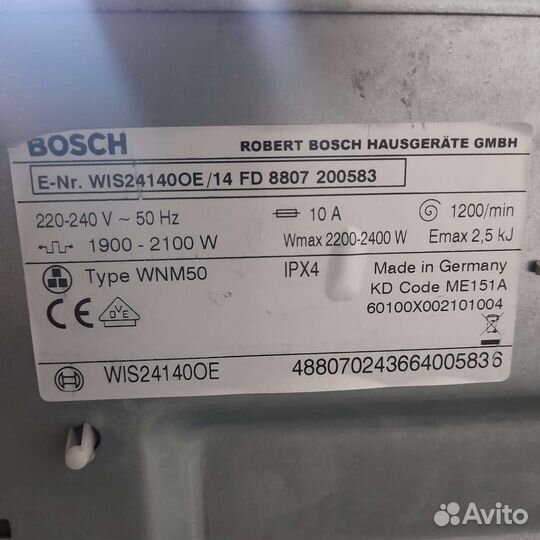 BOSCH
ROBERT BOSCH HAUSGERÄTE GMBH
E-Nr. WIS24140OE/14 FD 8807 200583
220-240 V ~ 50 Hz
10 A
1200/min
1900 - 2100 W
Wmax 2200-2400 W
Emax 2,5 kJ
Type WNM50
IPX4
Made in Germany
KD Code ME151A
60100X002101004
CE
DVE
WIS24140OE
488070243664005836
Avito